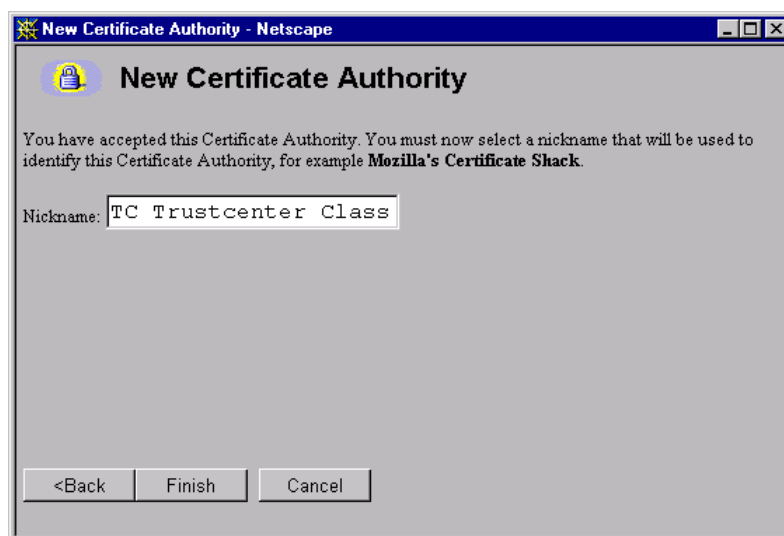 New Certificate Authority - Netscape
New Certificate Authority
You have accepted this Certificate Authority. You must now select a nickname that will be used to
identify this Certificate Authority, for example Mozilla's Certificate Shack.
Nickname: TC Trustcenter Class
<Back Finish Cancel